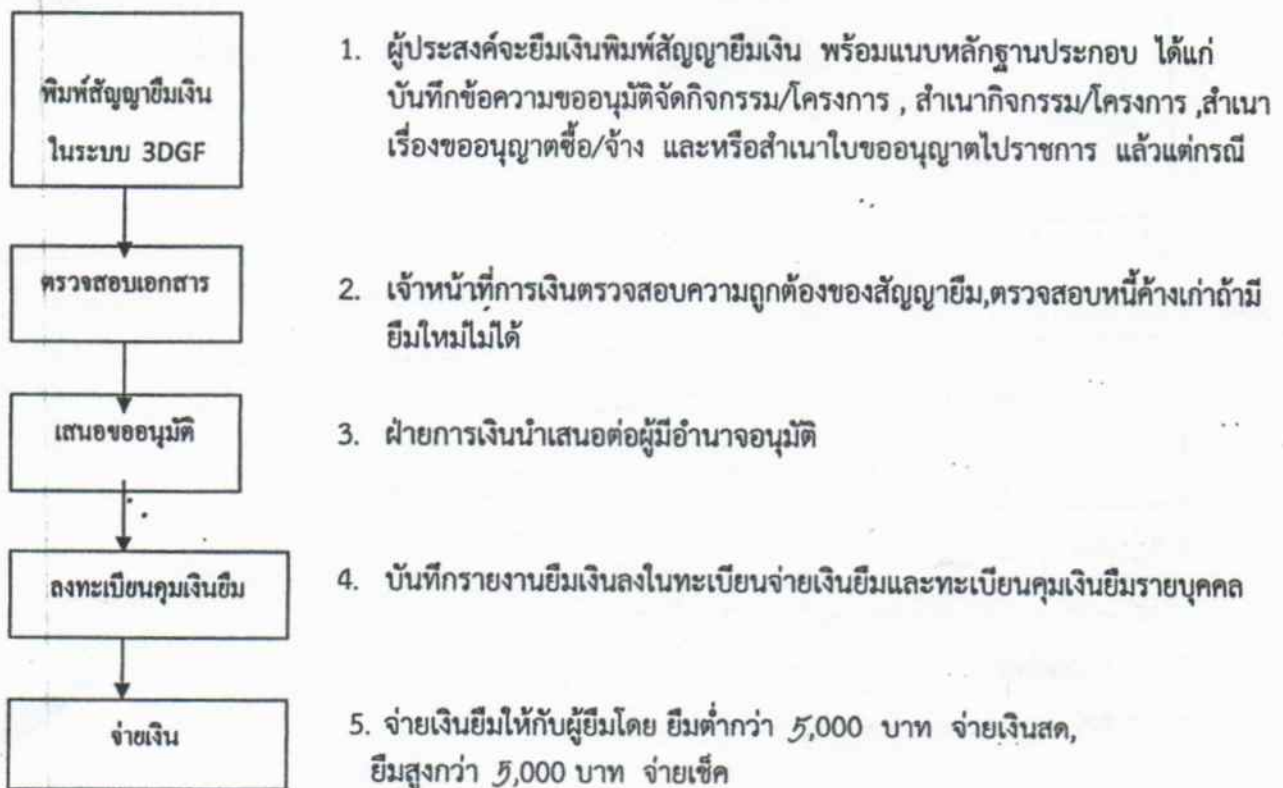 พิมพ์สัญญายืมเงิน
ในระบบ 3DGF
1. ผู้ประสงค์จะยืมเงินพิมพ์สัญญายืมเงิน พร้อมแนบหลักฐานประกอบ ได้แก่
บันทึกข้อความขออนุมัติจัดกิจกรรม/โครงการ , สำเนากิจกรรม/โครงการ ,สำเนา
เรื่องขออนุญาตซื้อ/จ้าง และหรือสำเนาใบขออนุญาตไปราชการ แล้วแต่กรณี
ตรวจสอบเอกสาร
2. เจ้าหน้าที่การเงินตรวจสอบความถูกต้องของสัญญายืม,ตรวจสอบหนี้ค้างเก่าถ้ามี
ยืมใหม่ไม่ได้
เสนอขออนุมัติ
3. ฝ่ายการเงินนำเสนอต่อผู้มีอำนาจอนุมัติ
ลงทะเบียนคุมเงินยืม
4. บันทึกรายงานยืมเงินลงในทะเบียนจ่ายเงินยืมและทะเบียนคุมเงินยืมรายบุคคล
จ่ายเงิน
5. จ่ายเงินยืมให้กับผู้ยืมโดย ยืมต่ำกว่า 5,000 บาท จ่ายเงินสด,
ยืมสูงกว่า 5,000 บาท จ่ายเช็ค